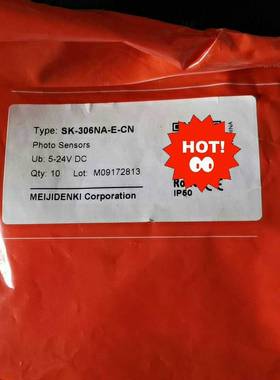 Type: SK-306NA-E-CN
Photo Sensors
Ub: 5-24V DC
Qty: 10 Lot: M09172813
MEIJIDENKI Corporation
HOT!
IP60